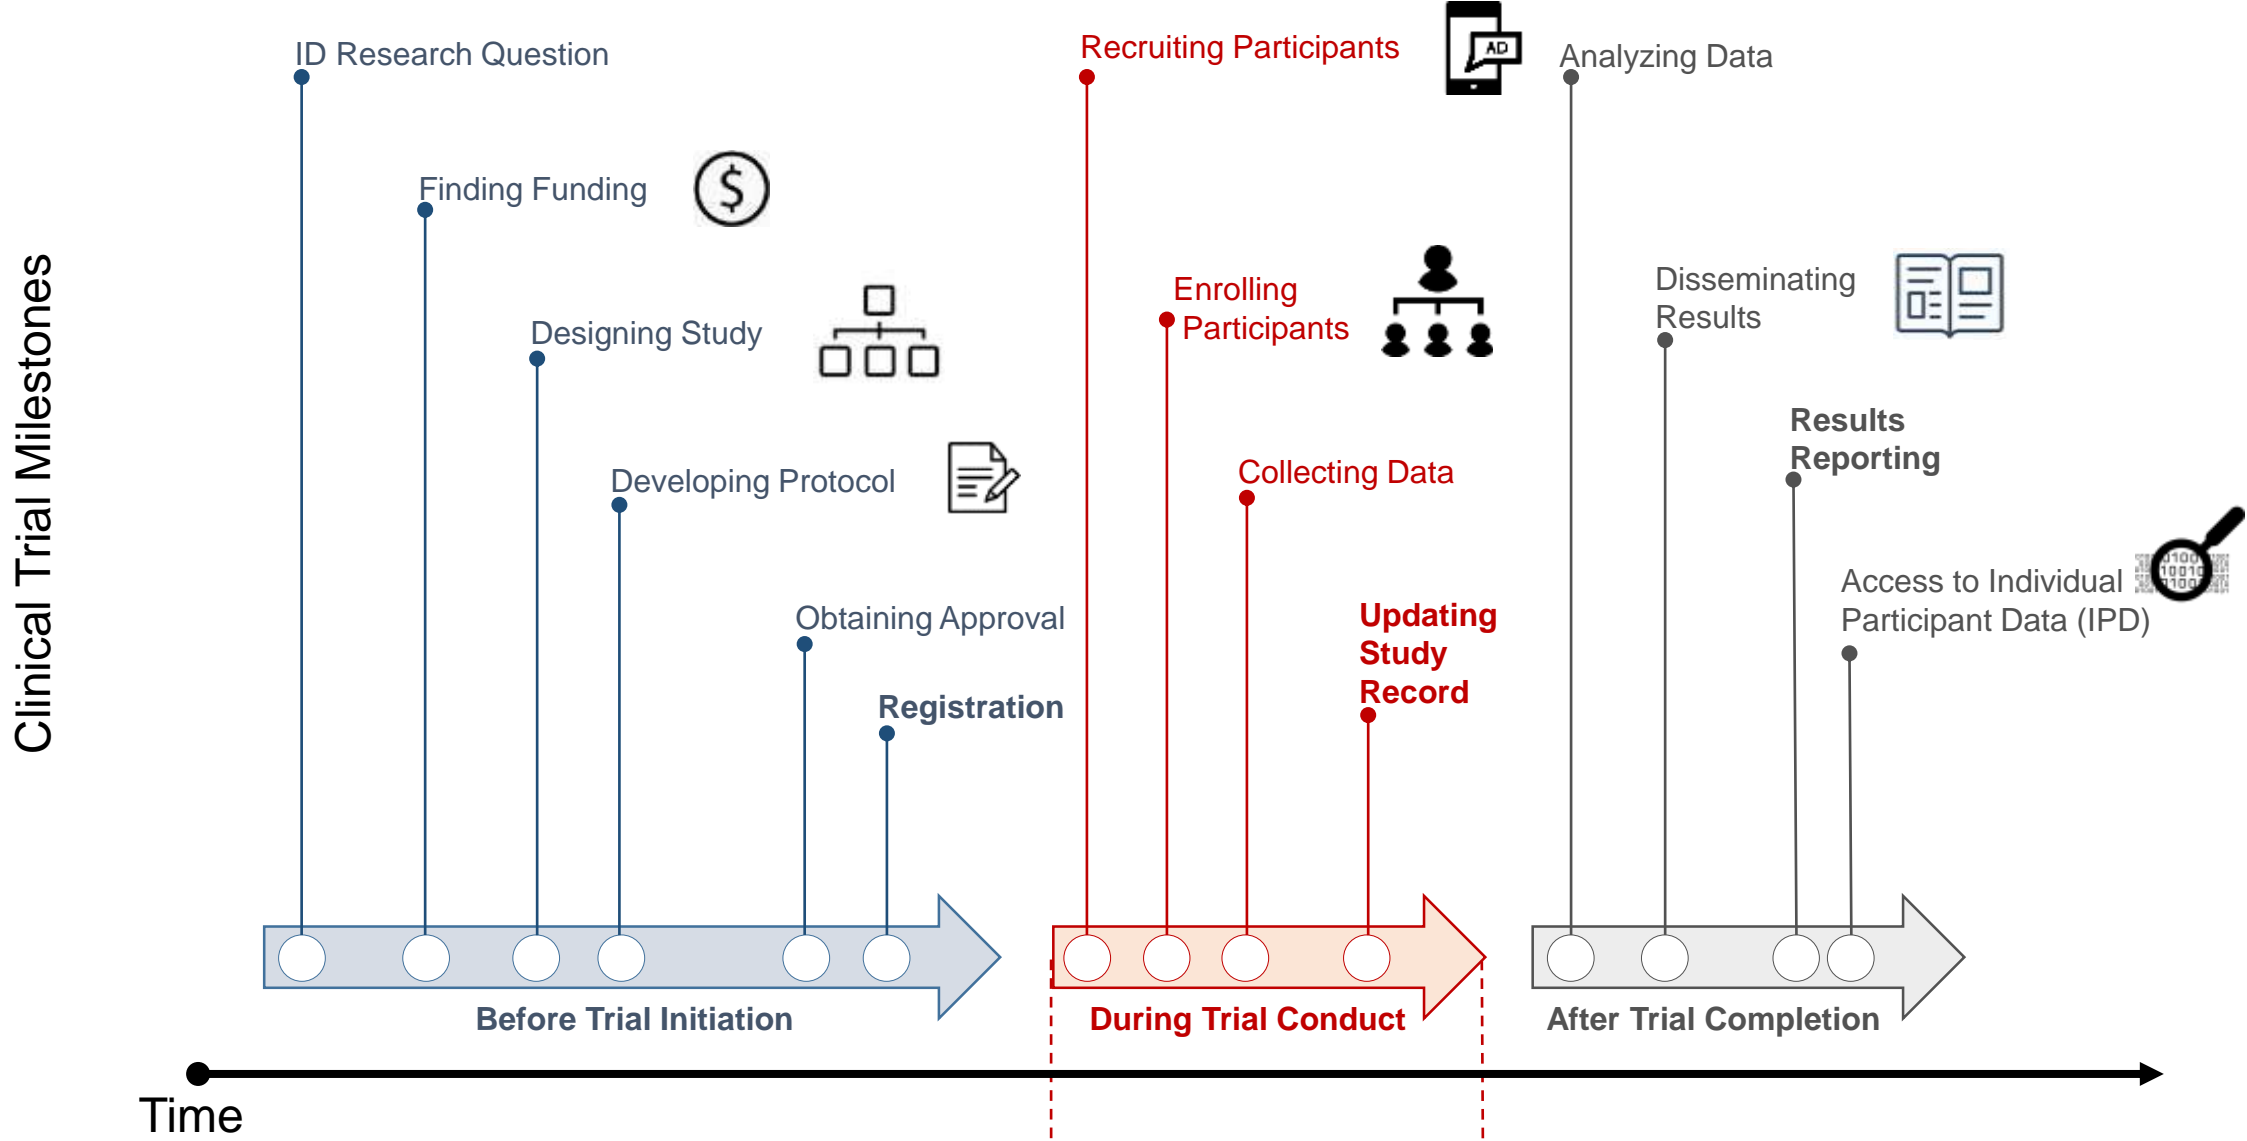 Clinical Trial Milestones
ID Research Question
Finding Funding
$
Designing Study
Developing Protocol
Obtaining Approval
Registration
Before Trial Initiation
Recruiting Participants
AD
Enrolling
Participants
Collecting Data
Updating
Study
Record
During Trial Conduct
Analyzing Data
Disseminating
Results
Results
Reporting
Access to Individual
Participant Data (IPD)
After Trial Completion
Time